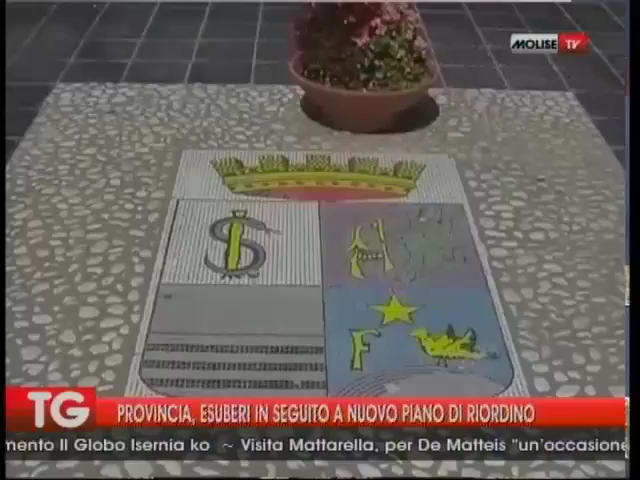 MOLISE TV
S
A
F
TG PROVINCIA, ESUBERI IN SEGUITO A NUOVO PIANO DI RIORDINO
mento Il Globo Isernia ko ~ Visita Mattarella, per De Matteis "un'occasione